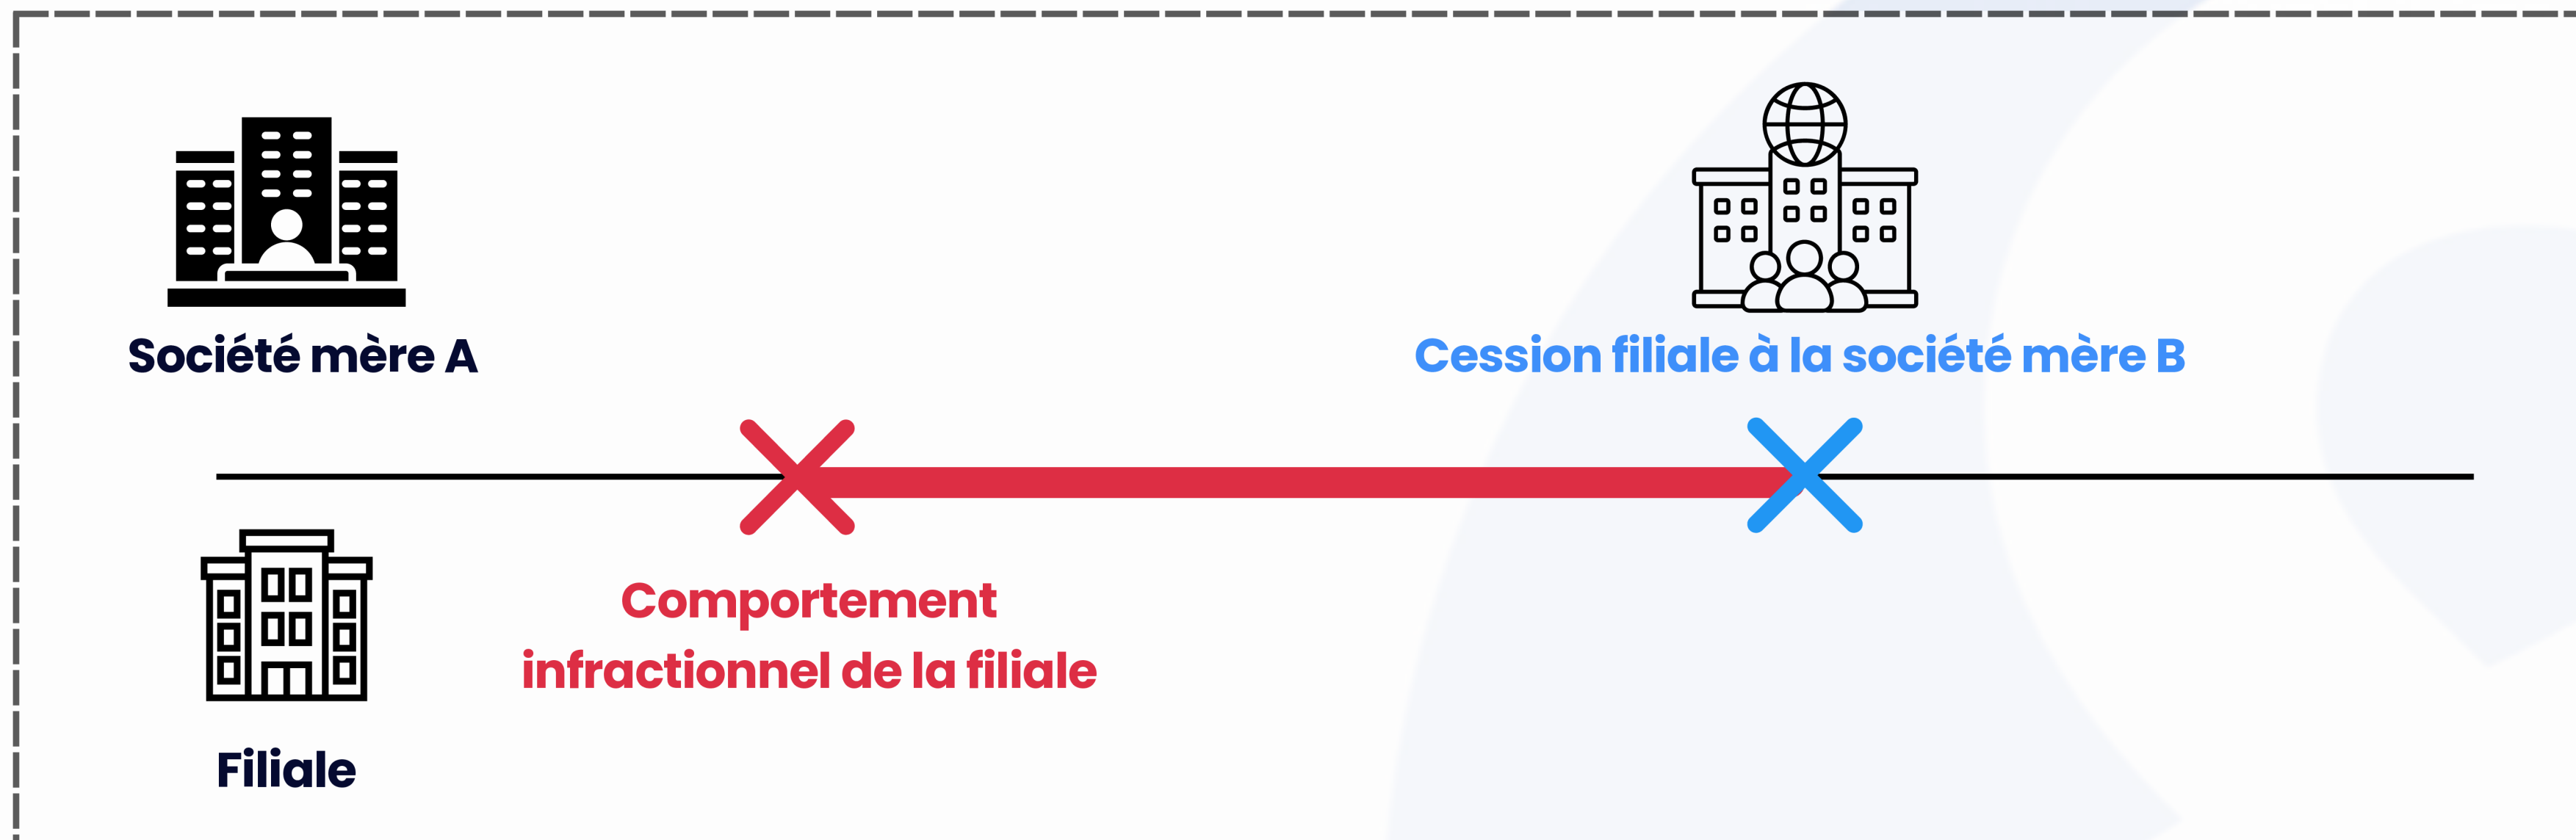 Société mère A
Cession filiale à la société mère B
Comportement
infractionnel de la filiale
Filiale